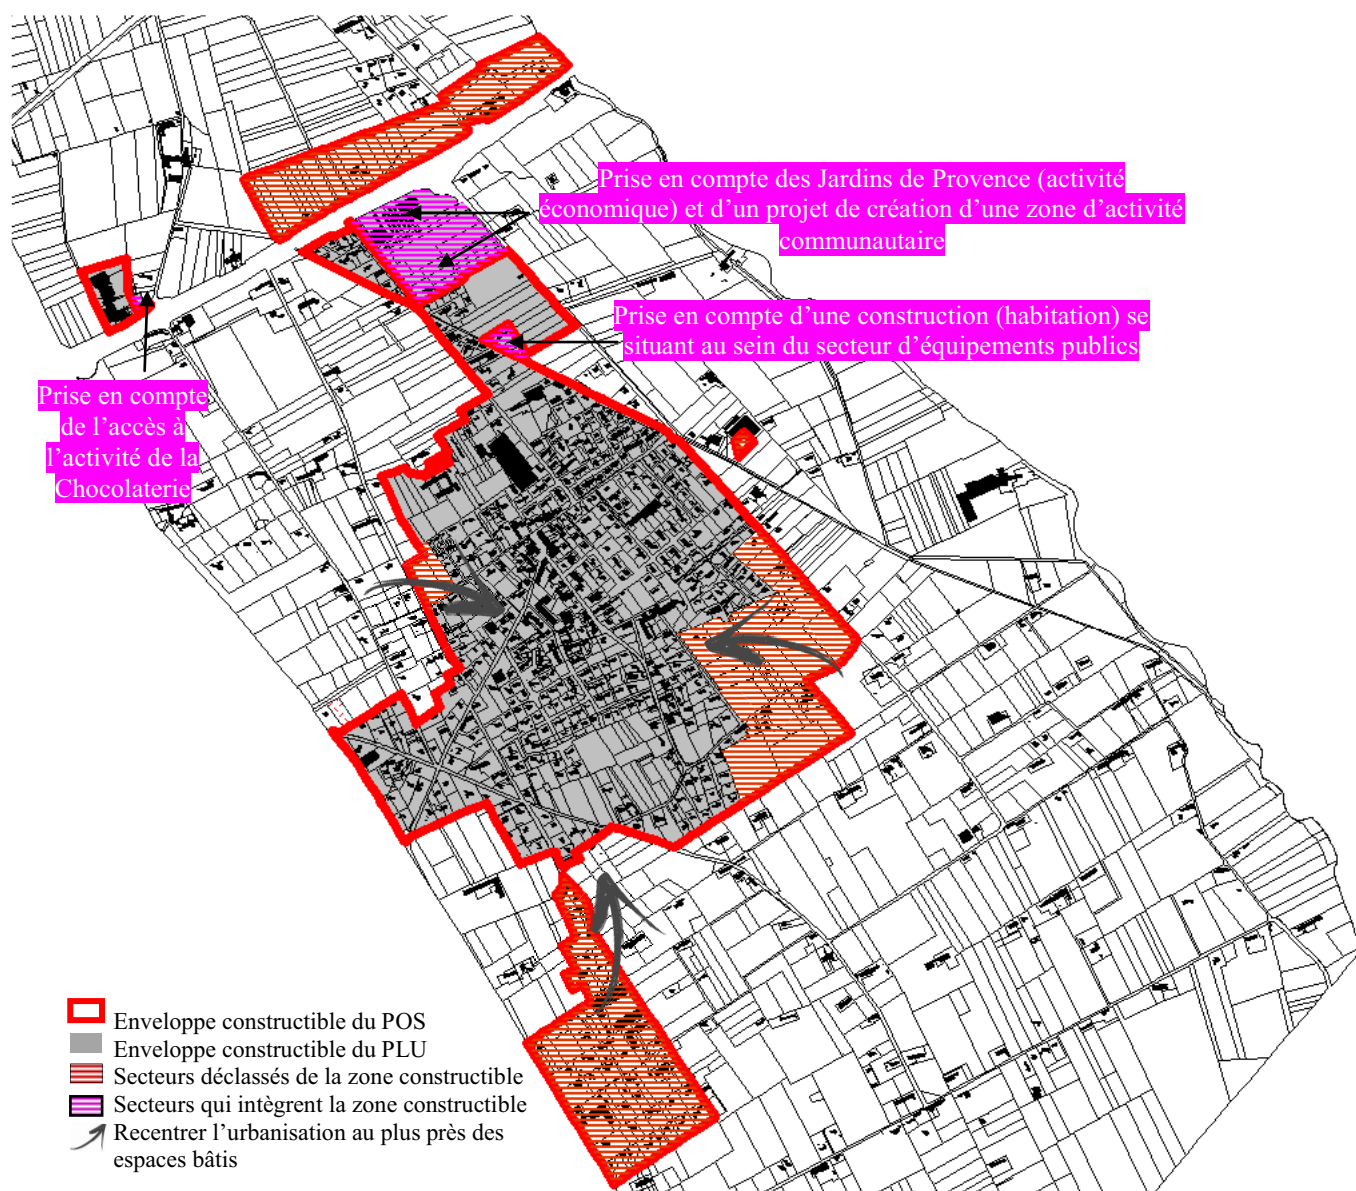 Prise en compte des Jardins de Provence (activité
économique) et d’un projet de création d’une zone d’activité
communautaire
Prise en compte d’une construction (habitation) se
situant au sein du secteur d’équipements publics
Prise en compte
de l’accès à
l’activité de la
Chocolaterie
Enveloppe constructible du POS
Enveloppe constructible du PLU
Secteurs déclassés de la zone constructible
Secteurs qui intègrent la zone constructible
Recentrer l’urbanisation au plus près des
espaces bâtis